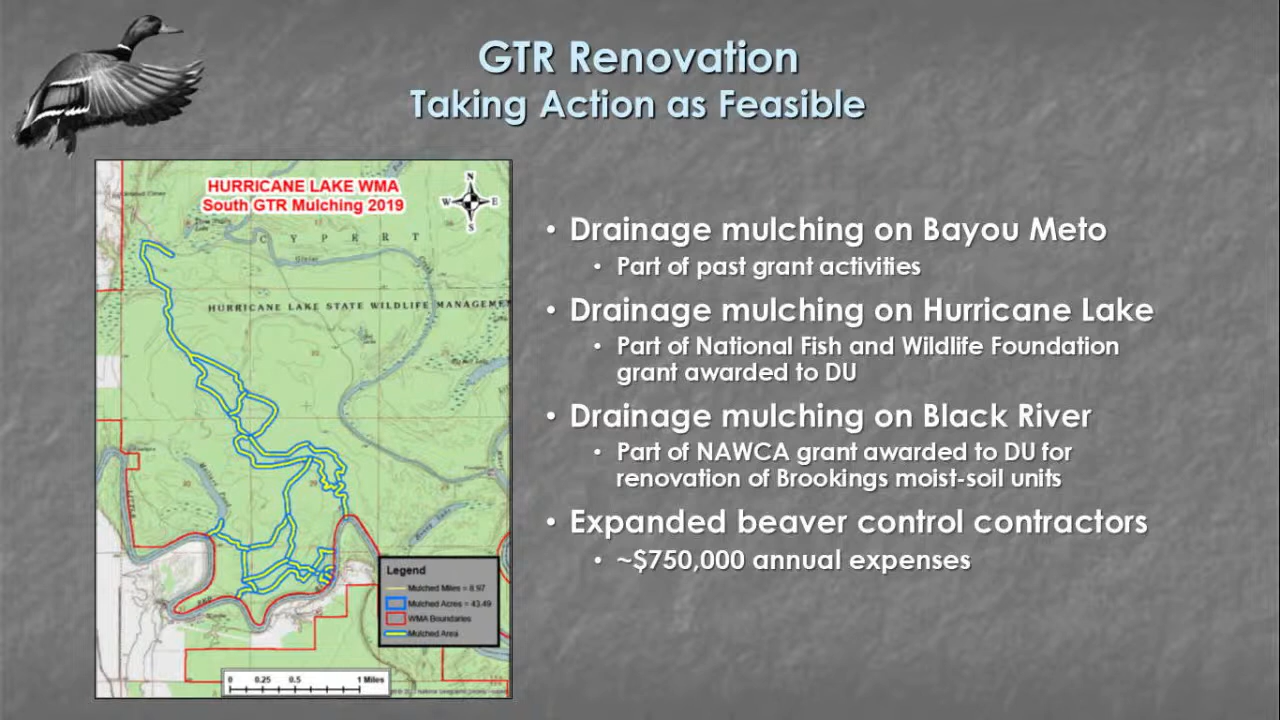 GTR Renovation
Taking Action as Feasible
HURRICANE LAKE WMA
South GTR Mulching 2019
N
W E
S
C Y P E R T
HURRICANE LAKE STATE WILDLIFE MANAGEMEN
Legend
Mulched Miles = 8.97
Mulched Acres = 43.49
WMA Boundaries
Mulched Area
0 0.25 0.5 1 Miles
• Drainage mulching on Bayou Meto
• Part of past grant activities
• Drainage mulching on Hurricane Lake
• Part of National Fish and Wildlife Foundation
grant awarded to DU
• Drainage mulching on Black River
• Part of NAWCA grant awarded to DU for
renovation of Brookings moist-soil units
• Expanded beaver control contractors
• ~$750,000 annual expenses